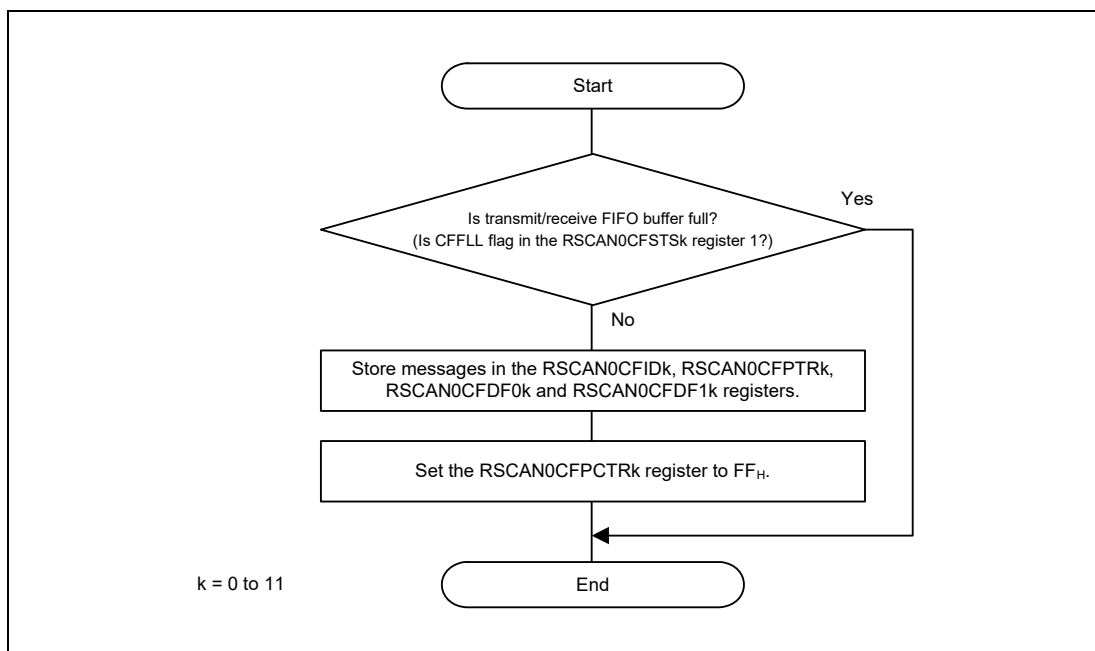 Start
Yes
Is transmit/receive FIFO buffer full?
(Is CFFLL flag in the RSCAN0CFSTSk register 1?)
No
Store messages in the RSCAN0CFIDk, RSCAN0CFPTRk,
RSCAN0CFDF0k and RSCAN0CFDF1k registers.
Set the RSCAN0CFPCTRk register to FFH.
k = 0 to 11
End